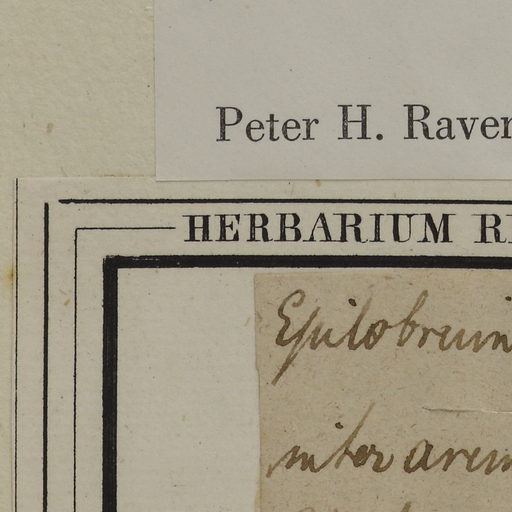 Peter H. Raven
HERBARIUM R
Epilobium
inter aren